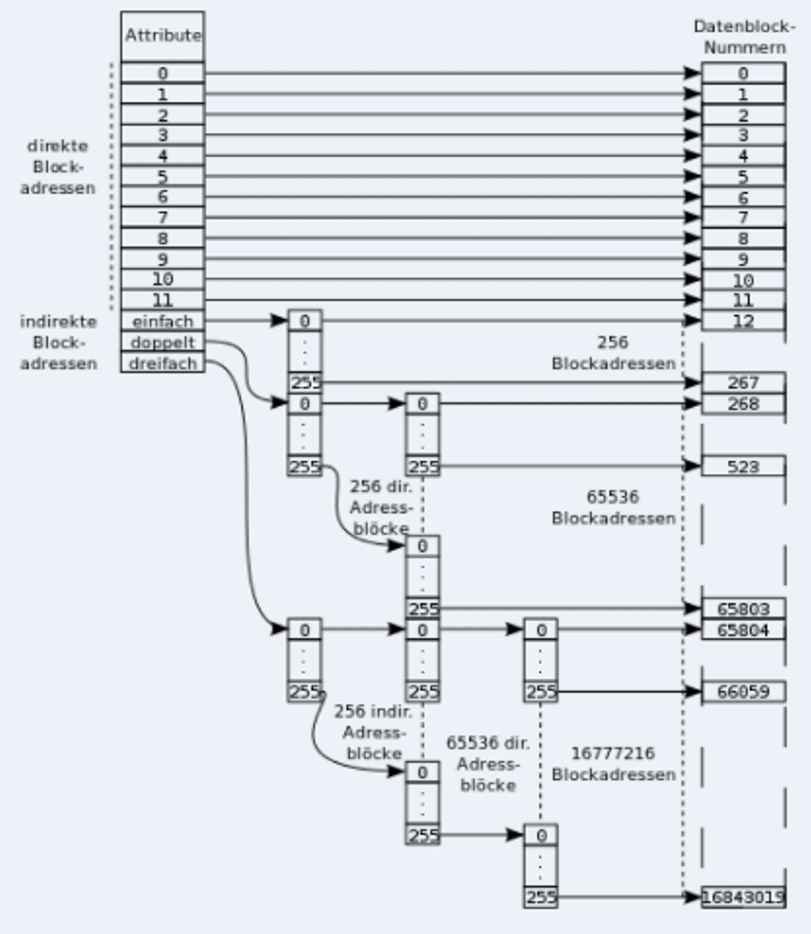 Datenblock-
Nummern
Attribute
0 0
1 1
2 2
3 3
direkte
Block-
adressen
4 4
5 5
6 6
7 7
8 8
9 9
10 10
11 11
indirekte
Block-
adressen
einfach 0 12
doppelt
256
Blockadressen
dreifach
255 267
0 0 268
255 255 523
256 dir.
Adress-
blöcke
65536
Blockadressen
0
255 65803
0 0 0 65804
255 255 255 66059
256 indir.
Adress-
blöcke
65536 dir.
Adress-
blöcke
16777216
Blockadressen
0
255 0
255 16843019